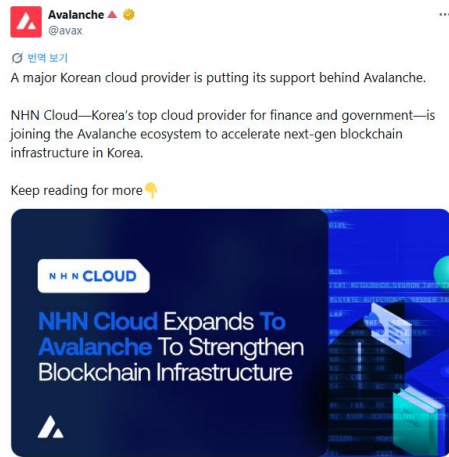 Avalanche
@avax
번역 보기
A major Korean cloud provider is putting its support behind Avalanche.
NHN Cloud—Korea's top cloud provider for finance and government—is
joining the Avalanche ecosystem to accelerate next-gen blockchain
infrastructure in Korea.
Keep reading for more👇
NHN CLOUD
NHN Cloud Expands To
Avalanche To Strengthen
Blockchain Infrastructure